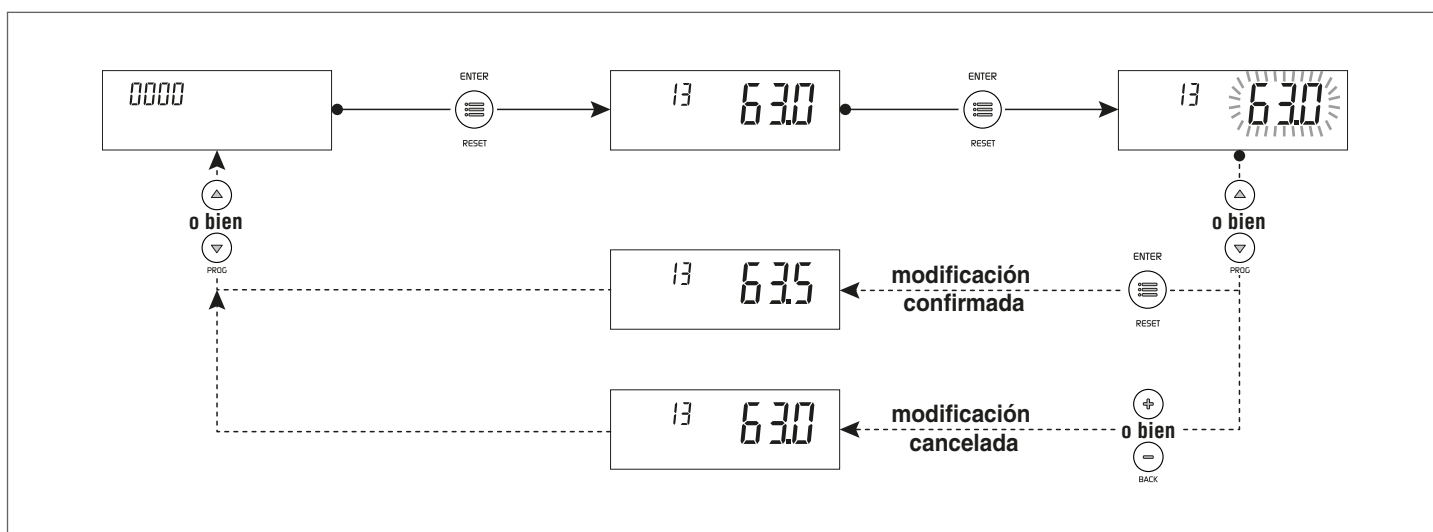 ENTER
ENTER
0000
13 63.0
13 63.0
RESET
RESET
o bien
PROG
o bien
PROG
13 63.5
modificación
confirmada
ENTER
RESET
13 63.0
modificación
cancelada
o bien
BACK